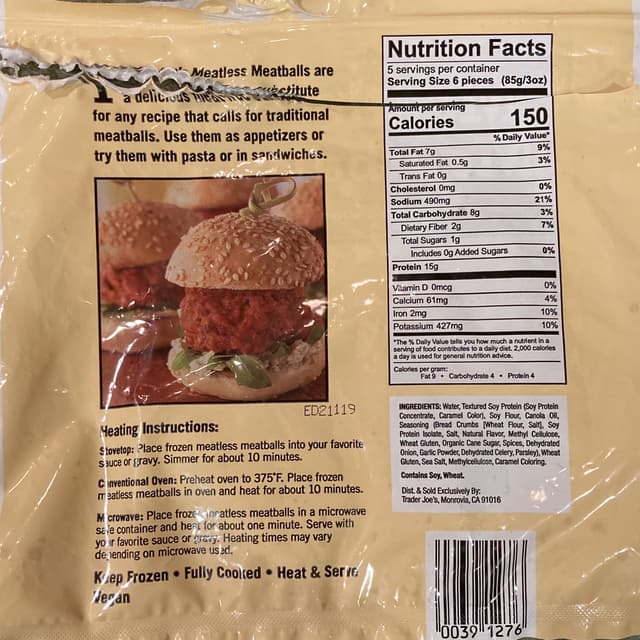 Meatless Meatballs are
a delicious
for any recipe that calls for traditional
meatballs. Use them as appetizers or
try them with pasta or in sandwiches.
ED21119
Heating Instructions:
Stovetop: Place frozen meatless meatballs into your favorite
sauce or gravy. Simmer for about 10 minutes.
Conventional Oven: Preheat oven to 375°F. Place frozen
meatless meatballs in oven and heat for about 10 minutes.
Microwave: Place frozen meatless meatballs in a microwave
safe container and heat for about one minute. Serve with
your favorite sauce or gravy. Heating times may vary
depending on microwave used.
Keep Frozen • Fully Cooked • Heat & Serve
Vegan
Nutrition Facts
5 servings per container
Serving Size 6 pieces (85g/3oz)
Amount per serving
Calories 150
% Daily Value*
Total Fat 7g 9%
Saturated Fat 0.5g 3%
Trans Fat 0g
Cholesterol 0mg 0%
Sodium 490mg 21%
Total Carbohydrate 8g 3%
Dietary Fiber 2g 7%
Total Sugars 1g
Includes 0g Added Sugars 0%
Protein 15g
Vitamin D 0mcg 0%
Calcium 61mg 4%
Iron 2mg 10%
Potassium 427mg 10%
*The % Daily Value tells you how much a nutrient in a
serving of food contributes to a daily diet. 2,000 calories
a day is used for general nutrition advice.
Calories per gram:
Fat 9 • Carbohydrate 4 • Protein 4
INGREDIENTS: Water, Textured Soy Protein (Soy Protein
Concentrate, Caramel Color), Soy Flour, Canola Oil,
Seasoning (Bread Crumbs [Wheat Flour, Salt], Soy
Protein Isolate, Salt, Natural Flavor, Methyl Cellulose,
Wheat Gluten, Organic Cane Sugar, Spices, Dehydrated
Onion, Garlic Powder, Dehydrated Celery, Parsley), Wheat
Gluten, Sea Salt, Methylcellulose, Caramel Coloring.
Contains Soy, Wheat.
Dist. & Sold Exclusively By:
Trader Joe's, Monrovia, CA 91016
0039 1276